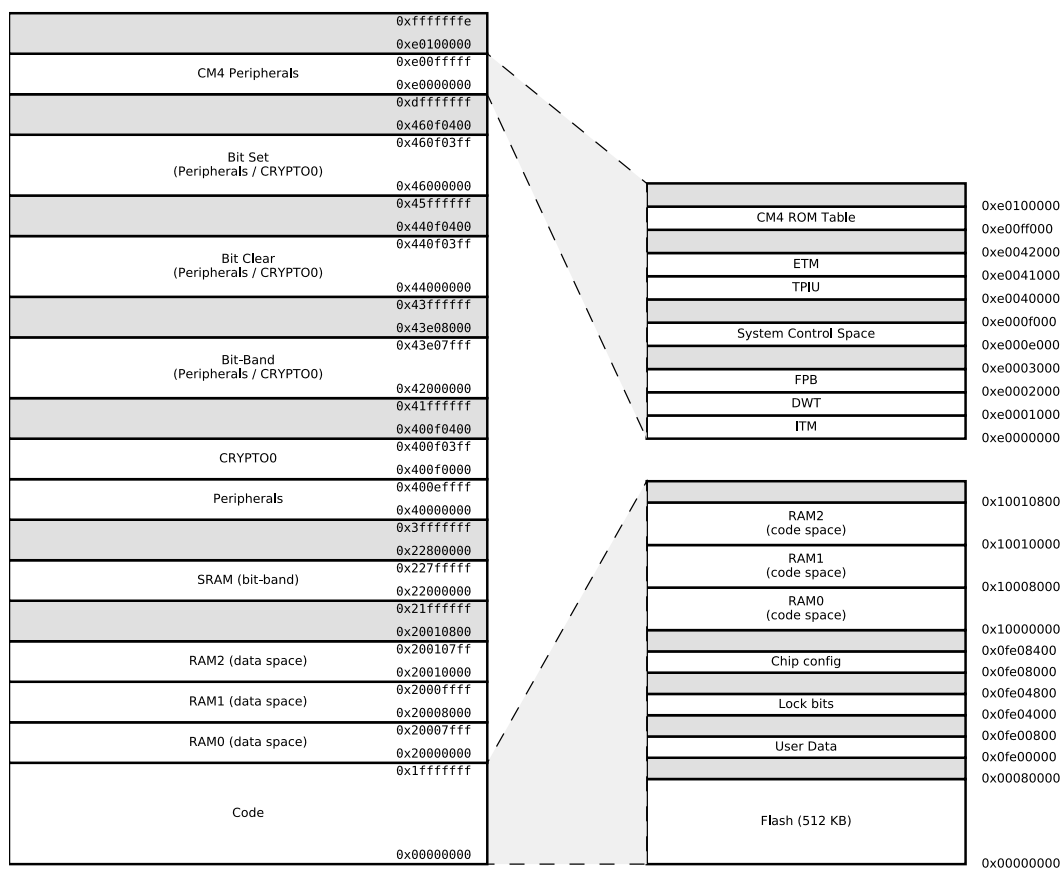 0xfffffffe
0xe0100000
0xe00fffff
CM4 Peripherals
0xe0000000
0xdfffffff
0x460f0400
0x460f03ff
Bit Set
(Peripherals / CRYPTO0)
0x46000000
0x45ffffff
0x440f0400
0x440f03ff
Bit Clear
(Peripherals / CRYPTO0)
0x44000000
0x43ffffff
0x43e08000
0x43e07fff
Bit-Band
(Peripherals / CRYPTO0)
0x42000000
0x41ffffff
0x400f0400
0x400f03ff
CRYPTO0
0x400f0000
0x400effff
Peripherals
0x40000000
0x3fffffff
0x22800000
0x227fffff
SRAM (bit-band)
0x22000000
0x21ffffff
0x20010800
0x200107ff
RAM2 (data space)
0x20010000
0x2000ffff
RAM1 (data space)
0x20008000
0x20007fff
RAM0 (data space)
0x20000000
0x1fffffff
Code
0x00000000
0xe0100000
CM4 ROM Table
0xe00ff000
0xe0042000
ETM
0xe0041000
TPIU
0xe0040000
0xe000f000
System Control Space
0xe000e000
0xe0003000
FPB
0xe0002000
DWT
0xe0001000
ITM
0xe0000000
0x10010800
RAM2
(code space)
0x10010000
RAM1
(code space)
0x10008000
RAM0
(code space)
0x10000000
0x0fe08400
Chip config
0x0fe08000
0x0fe04800
Lock bits
0x0fe04000
0x0fe00800
User Data
0x0fe00000
0x00080000
Flash (512 KB)
0x00000000